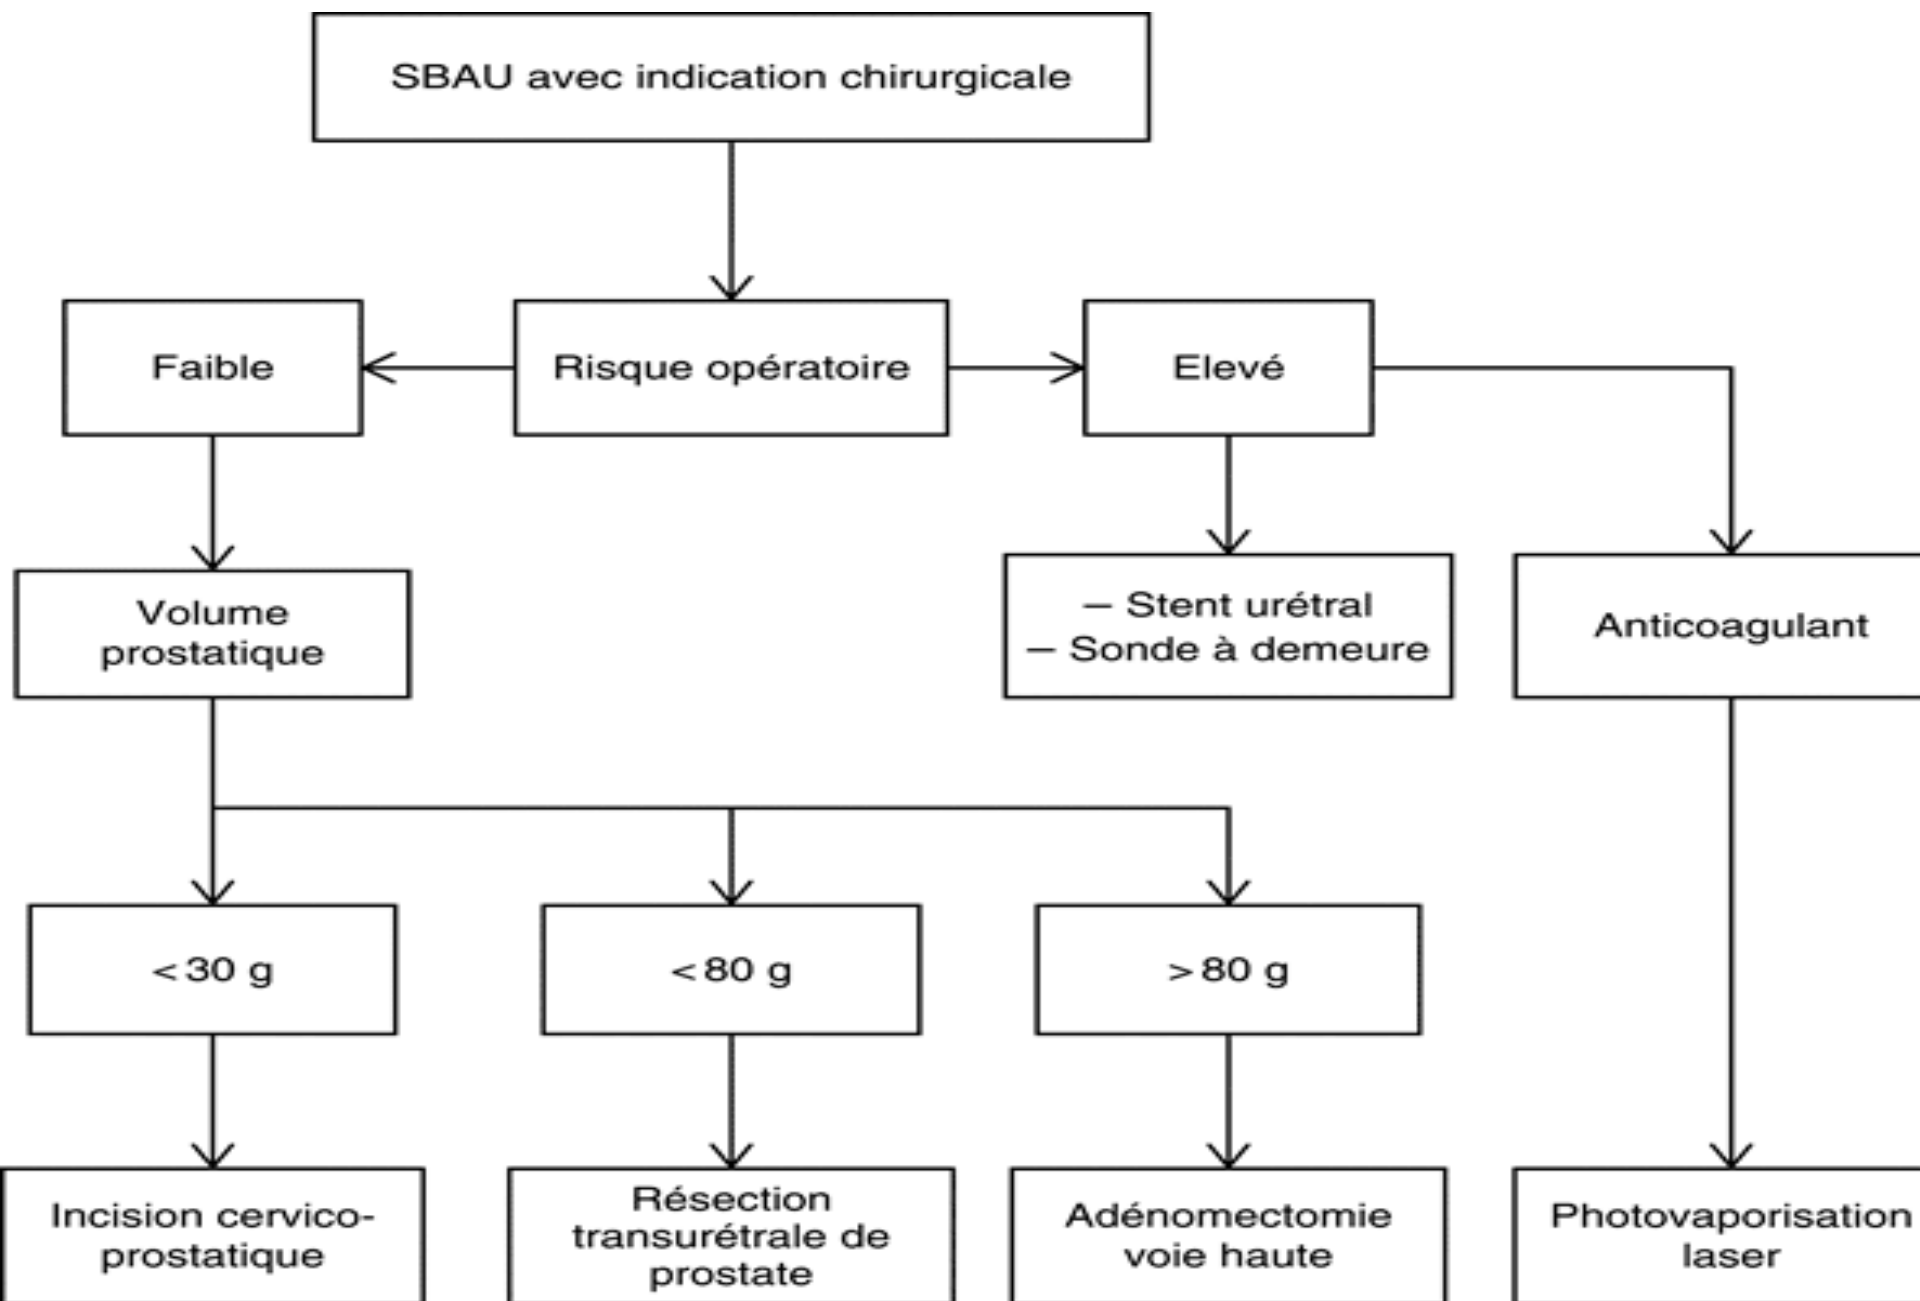 SBAU avec indication chirurgicale
Faible
Risque opératoire
Elevé
Volume
prostatique
– Stent urétral
– Sonde à demeure
Anticoagulant
<30 g
<80 g
>80 g
Incision cervico-
prostatique
Résection
transurétrale de
prostate
Adénomectomie
voie haute
Photovaporisation
laser